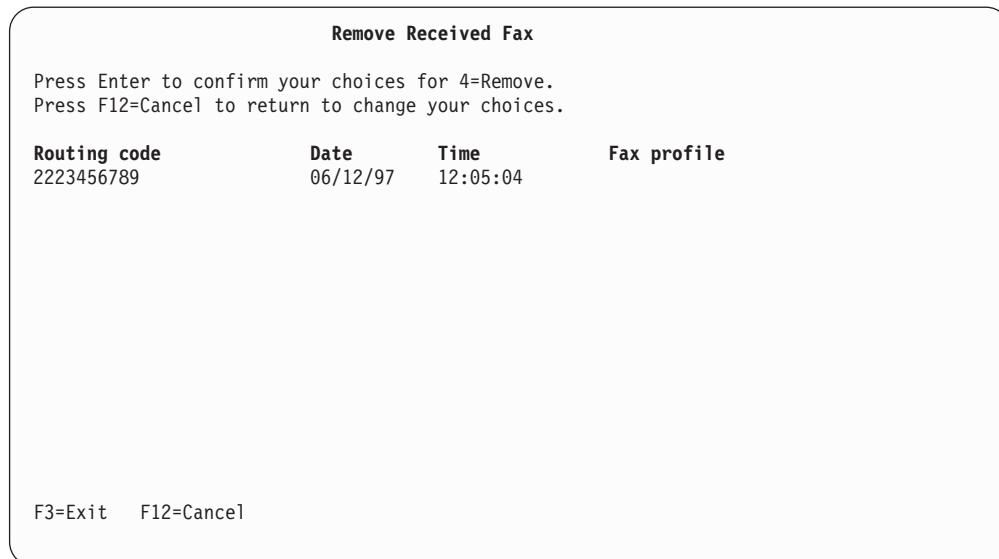 Remove Received Fax
Press Enter to confirm your choices for 4=Remove.
Press F12=Cancel to return to change your choices.
Routing code Date Time Fax profile
2223456789 06/12/97 12:05:04
F3=Exit F12=Cancel